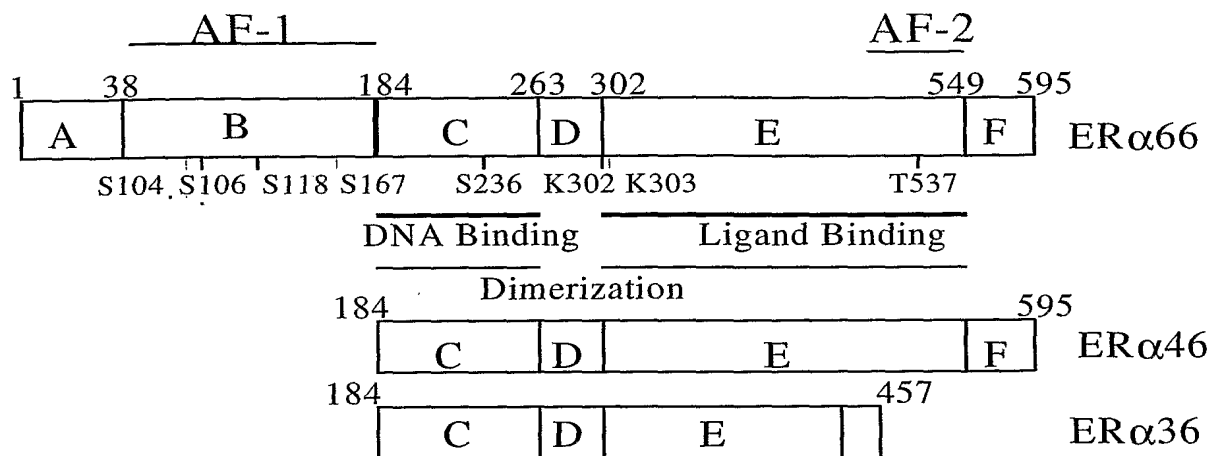 AF-1 AF-2
1 38 184 263 302 549 595
A B C D E F ERα66
S104 S106 S118 S167 S236 K302 K303 T537
DNA Binding Ligand Binding
Dimerization
184 595
C D E F ERα46
184 457
C D E ERα36